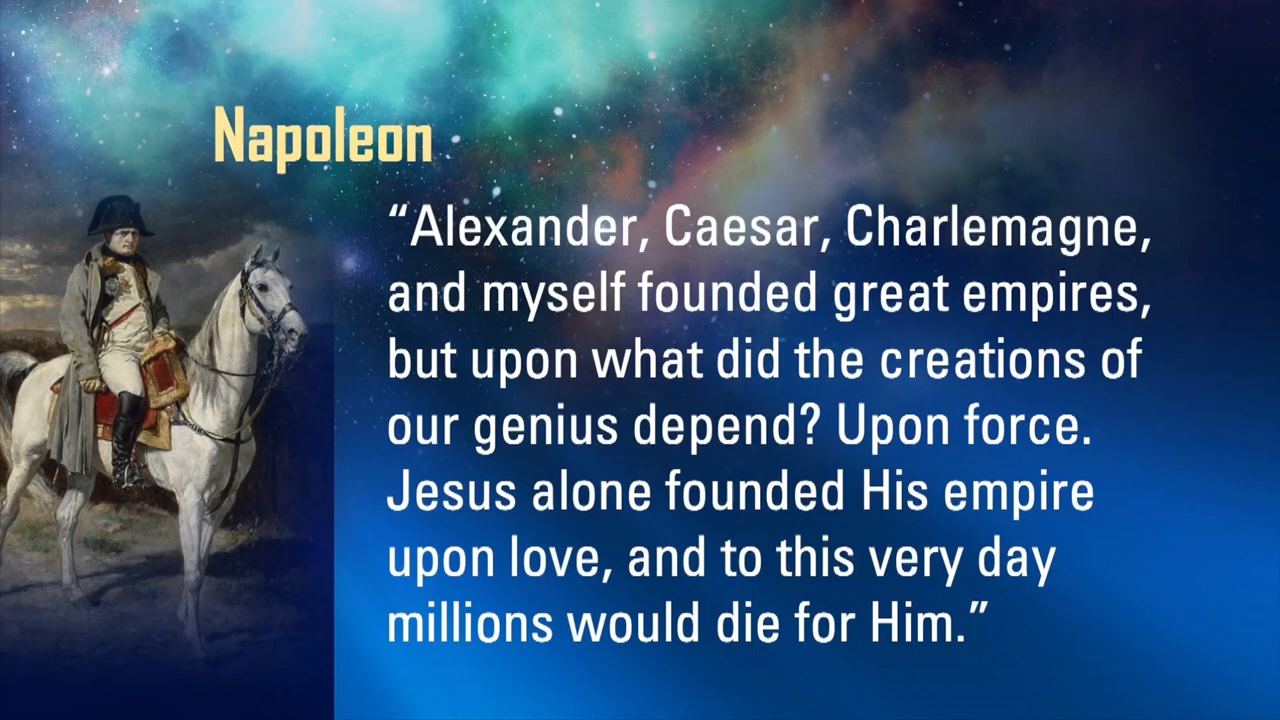 Napoleon
“Alexander, Caesar, Charlemagne,
and myself founded great empires,
but upon what did the creations of
our genius depend? Upon force.
Jesus alone founded His empire
upon love, and to this very day
millions would die for Him.”